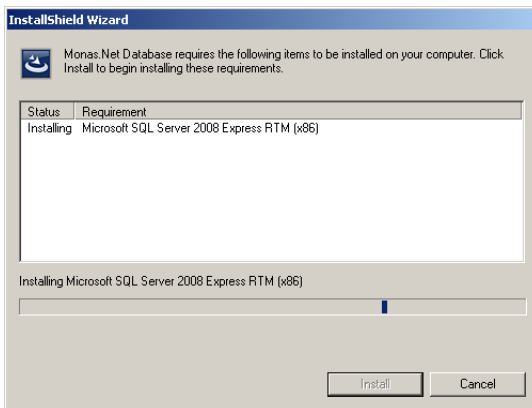 InstallShield Wizard
Monas.Net Database requires the following items to be installed on your computer. Click
Install to begin installing these requirements.
Status Requirement
Installing Microsoft SQL Server 2008 Express RTM (x86)
Installing Microsoft SQL Server 2008 Express RTM (x86)
Install Cancel